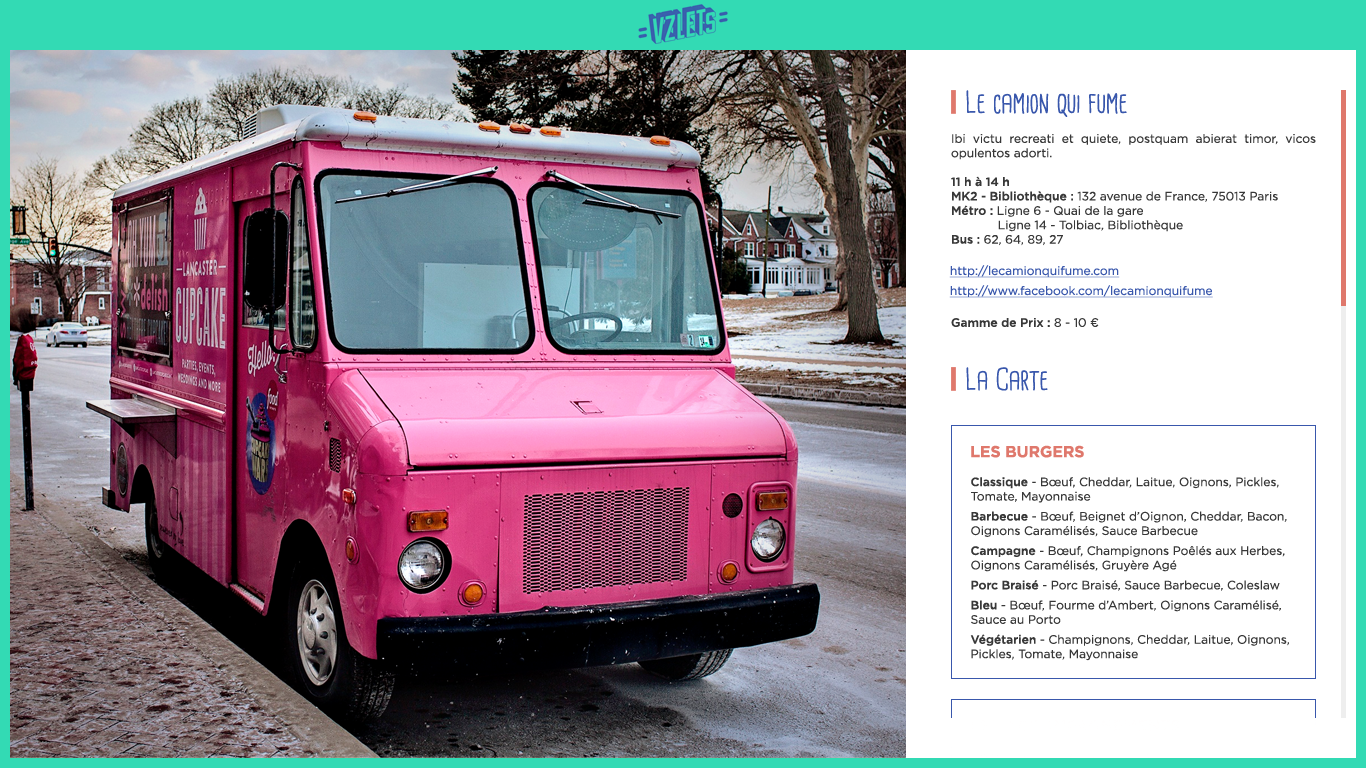 VZLETS
LE CAMION QUI FUME
Ibi victu recreati et quiete, postquam abierat timor, vicos
opulentos adorti.
11 h à 14 h
MK2 - Bibliothèque : 132 avenue de France, 75013 Paris
Métro : Ligne 6 - Quai de la gare
Ligne 14 - Tolbiac, Bibliothèque
Bus : 62, 64, 89, 27
http://lecamionquifume.com
http://www.facebook.com/lecamionquifume
Gamme de Prix : 8 - 10 €
LA CARTE
LES BURGERS
Classique - Bœuf, Cheddar, Laitue, Oignons, Pickles,
Tomate, Mayonnaise
Barbecue - Bœuf, Beignet d'Oignon, Cheddar, Bacon,
Oignons Caramélisés, Sauce Barbecue
Campagne - Bœuf, Champignons Poêlés aux Herbes,
Oignons Caramélisés, Gruyère Agé
Porc Braisé - Porc Braisé, Sauce Barbecue, Coleslaw
Bleu - Bœuf, Fourme d'Ambert, Oignons Caramélisé,
Sauce au Porto
Végétarien - Champignons, Cheddar, Laitue, Oignons,
Pickles, Tomate, Mayonnaise
delish
LANCASTER
CUPCAKE
PARTIES, EVENTS,
WEDDINGS AND MORE
Hello
food